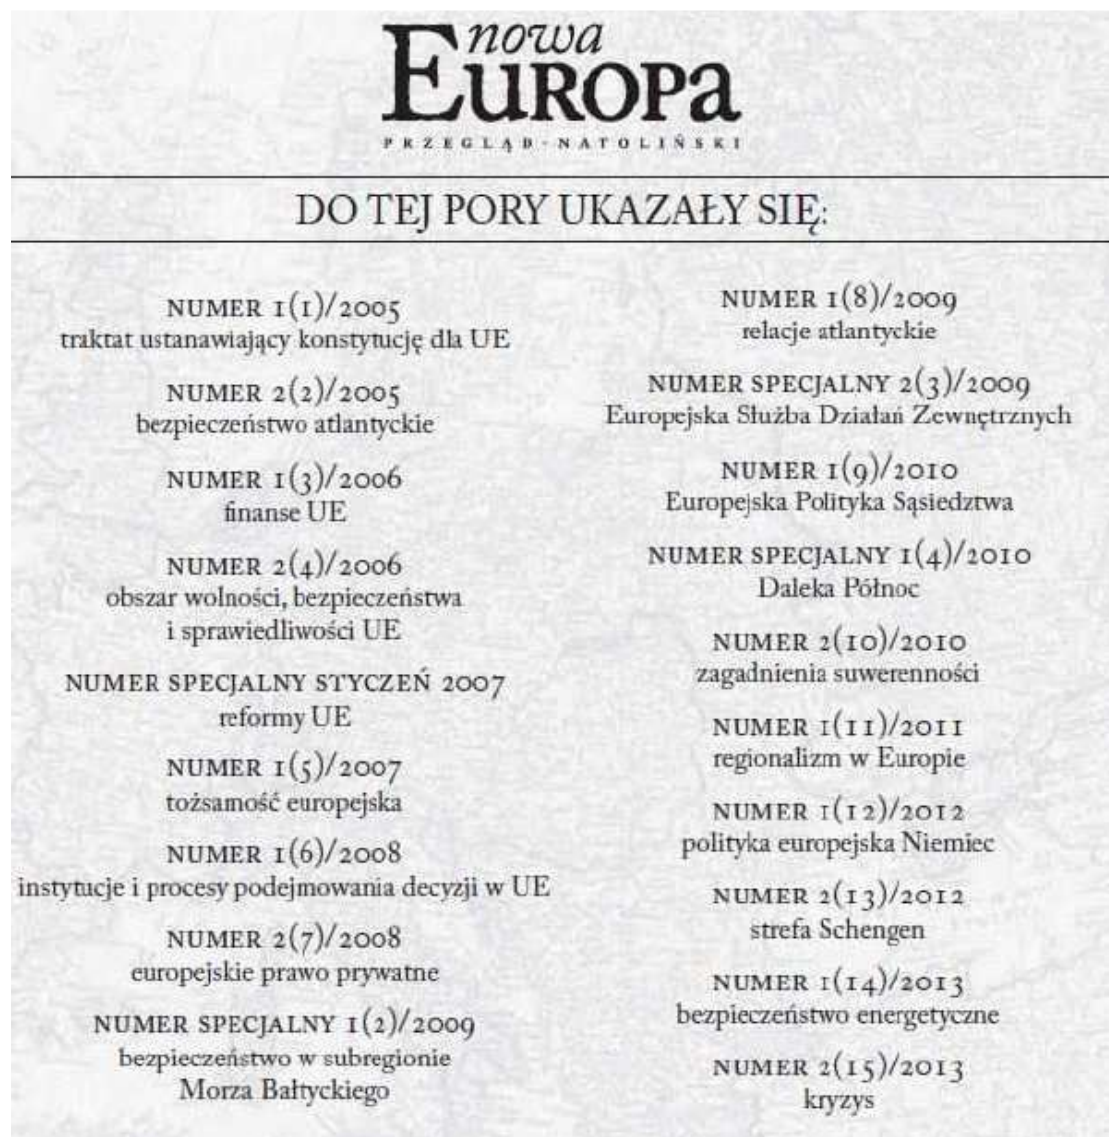 nowa
EUROPA
PRZEGLĄD-NATOLIŃSKI
DO TEJ PORY UKAZAŁY SIĘ:
NUMER 1(1)/2005
traktat ustanawiający konstytucję dla UE
NUMER 2(2)/2005
bezpieczeństwo atlantyckie
NUMER 1(3)/2006
finanse UE
NUMER 2(4)/2006
obszar wolności, bezpieczeństwa
i sprawiedliwości UE
NUMER SPECJALNY STYCZEŃ 2007
reformy UE
NUMER 1(5)/2007
tożsamość europejska
NUMER 1(6)/2008
instytucje i procesy podejmowania decyzji w UE
NUMER 2(7)/2008
europejskie prawo prywatne
NUMER SPECJALNY 1(2)/2009
bezpieczeństwo w subregionie
Morza Bałtyckiego
NUMER 1(8)/2009
relacje atlantyckie
NUMER SPECJALNY 2(3)/2009
Europejska Służba Działań Zewnętrznych
NUMER 1(9)/2010
Europejska Polityka Sąsiedztwa
NUMER SPECJALNY 1(4)/2010
Daleka Północ
NUMER 2(10)/2010
zagadnienia suwerenności
NUMER 1(11)/2011
regionalizm w Europie
NUMER 1(12)/2012
polityka europejska Niemiec
NUMER 2(13)/2012
strefa Schengen
NUMER 1(14)/2013
bezpieczeństwo energetyczne
NUMER 2(15)/2013
kryzys